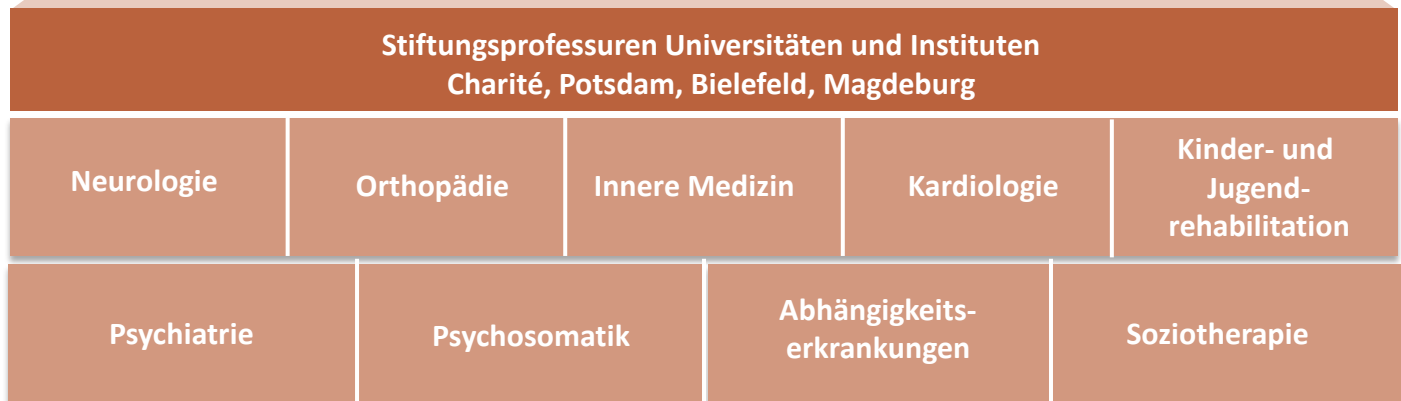 Stiftungsprofessuren Universitäten und Instituten
Charité, Potsdam, Bielefeld, Magdeburg
Neurologie
Orthopädie
Innere Medizin
Kardiologie
Kinder- und
Jugend-
rehabilitation
Psychiatrie
Psychosomatik
Abhängigkeits-
erkrankungen
Soziotherapie